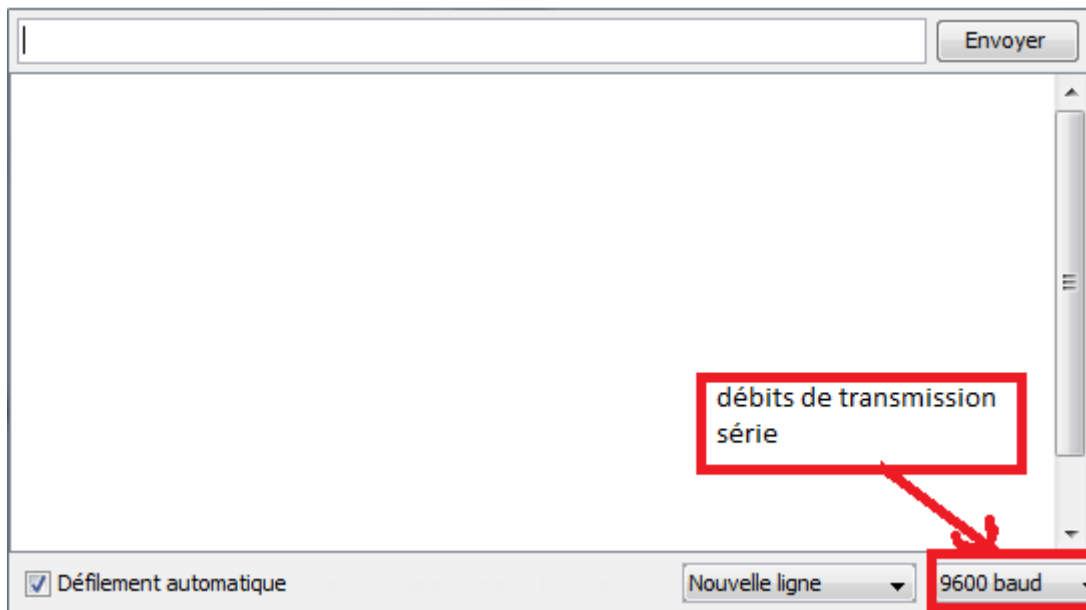 Envoyer
débits de transmission
série
Défilement automatique
Nouvelle ligne
9600 baud